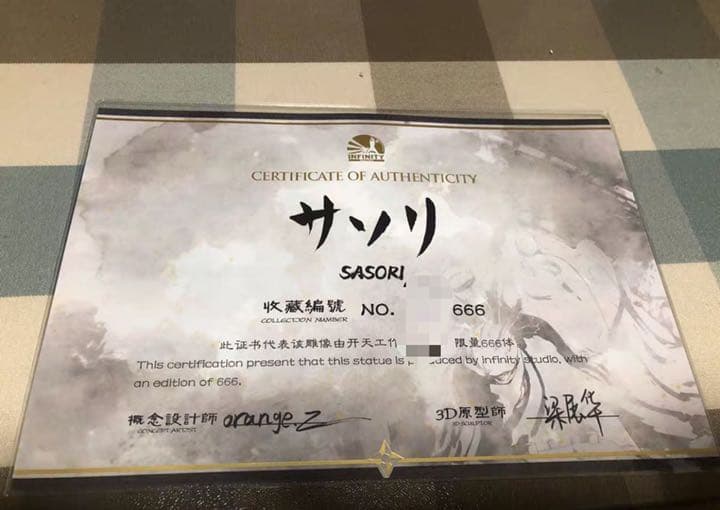 INFINITY
CERTIFICATE OF AUTHENTICITY
サソリ
SASORI
收藏編號 NO. 666
COLLECTION NUMBER
此证书代表该雕像由开天工 限量666体
This certification present that this statue is p uced by infinity studio, with
an edition of 666.
概念設計師 orange.Z
CONCEPT ARTIST
3D原型師
3D SCULPTOR